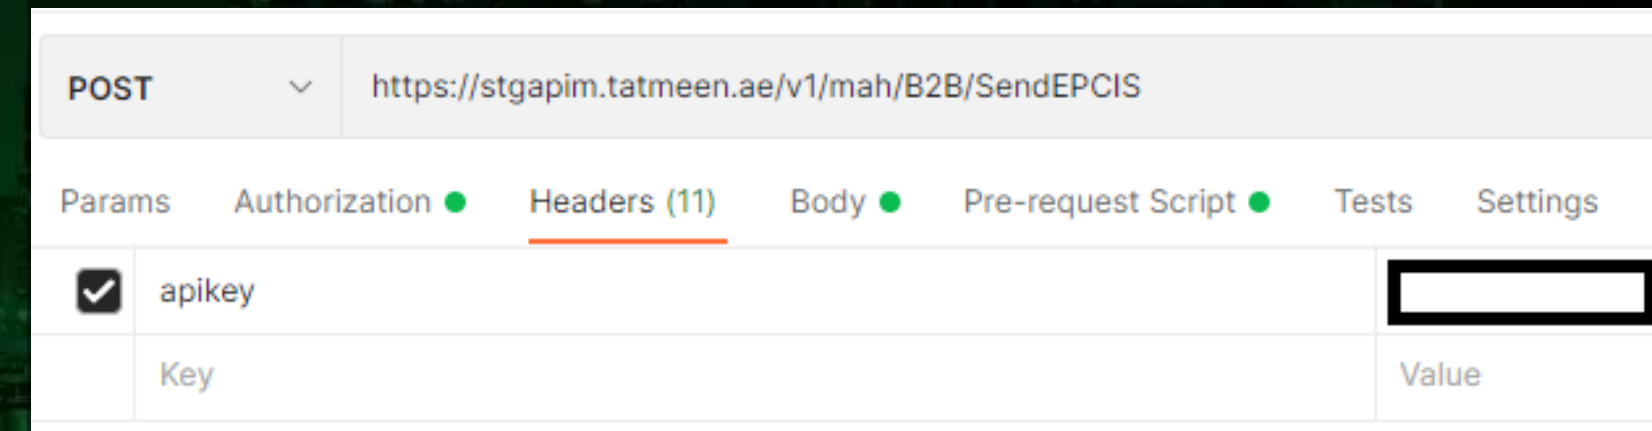 POST https://stgapim.tatmeen.ae/v1/mah/B2B/SendEPCIS
Params Authorization Headers (11) Body Pre-request Script Tests Settings
apikey
Key Value